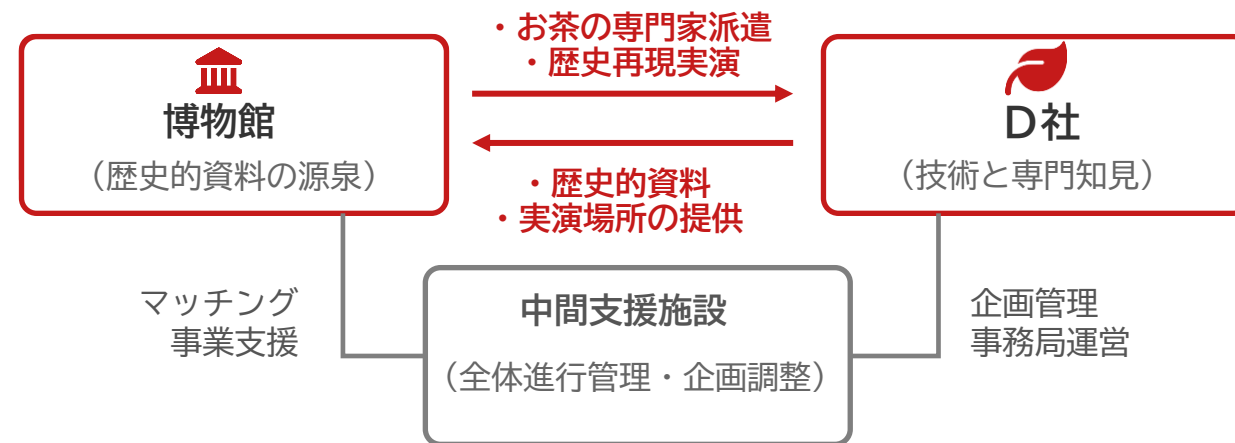 ・お茶の専門家派遣
・歴史再現実演
博物館
（歴史的資料の源泉）
D社
（技術と専門知見）
・歴史的資料
・実演場所の提供
マッチング
事業支援
中間支援施設
（全体進行管理・企画調整）
企画管理
事務局運営